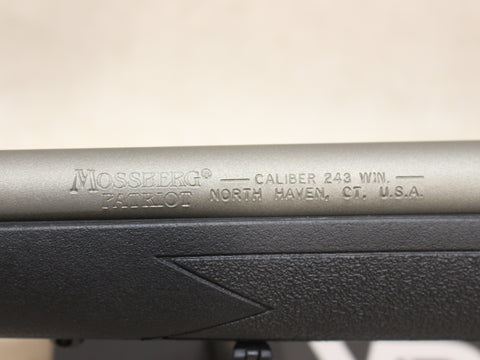 MOSSBERG® — CALIBER 243 WIN. —
PATRIOT NORTH HAVEN, CT. U.S.A.